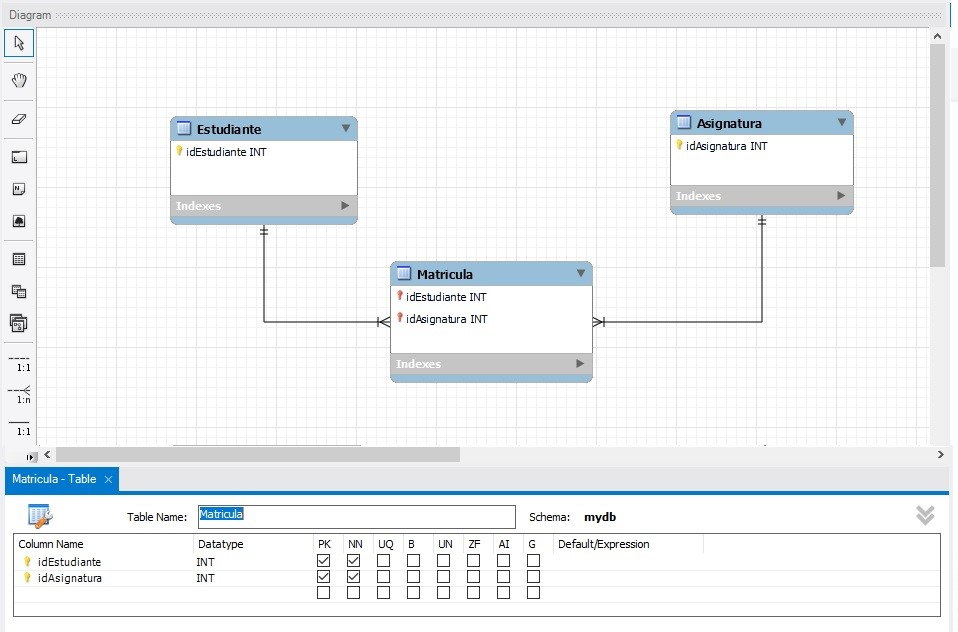 Diagram
Estudiante
idEstudiante INT
Indexes
Asignatura
idAsignatura INT
Indexes
Matricula
idEstudiante INT
idAsignatura INT
Indexes
1:1
1:n
1:1
Matricula - Table ×
Table Name: Matricula Schema: mydb
Column Name Datatype PK NN UQ B UN ZF AI G Default/Expression
idEstudiante INT
idAsignatura INT